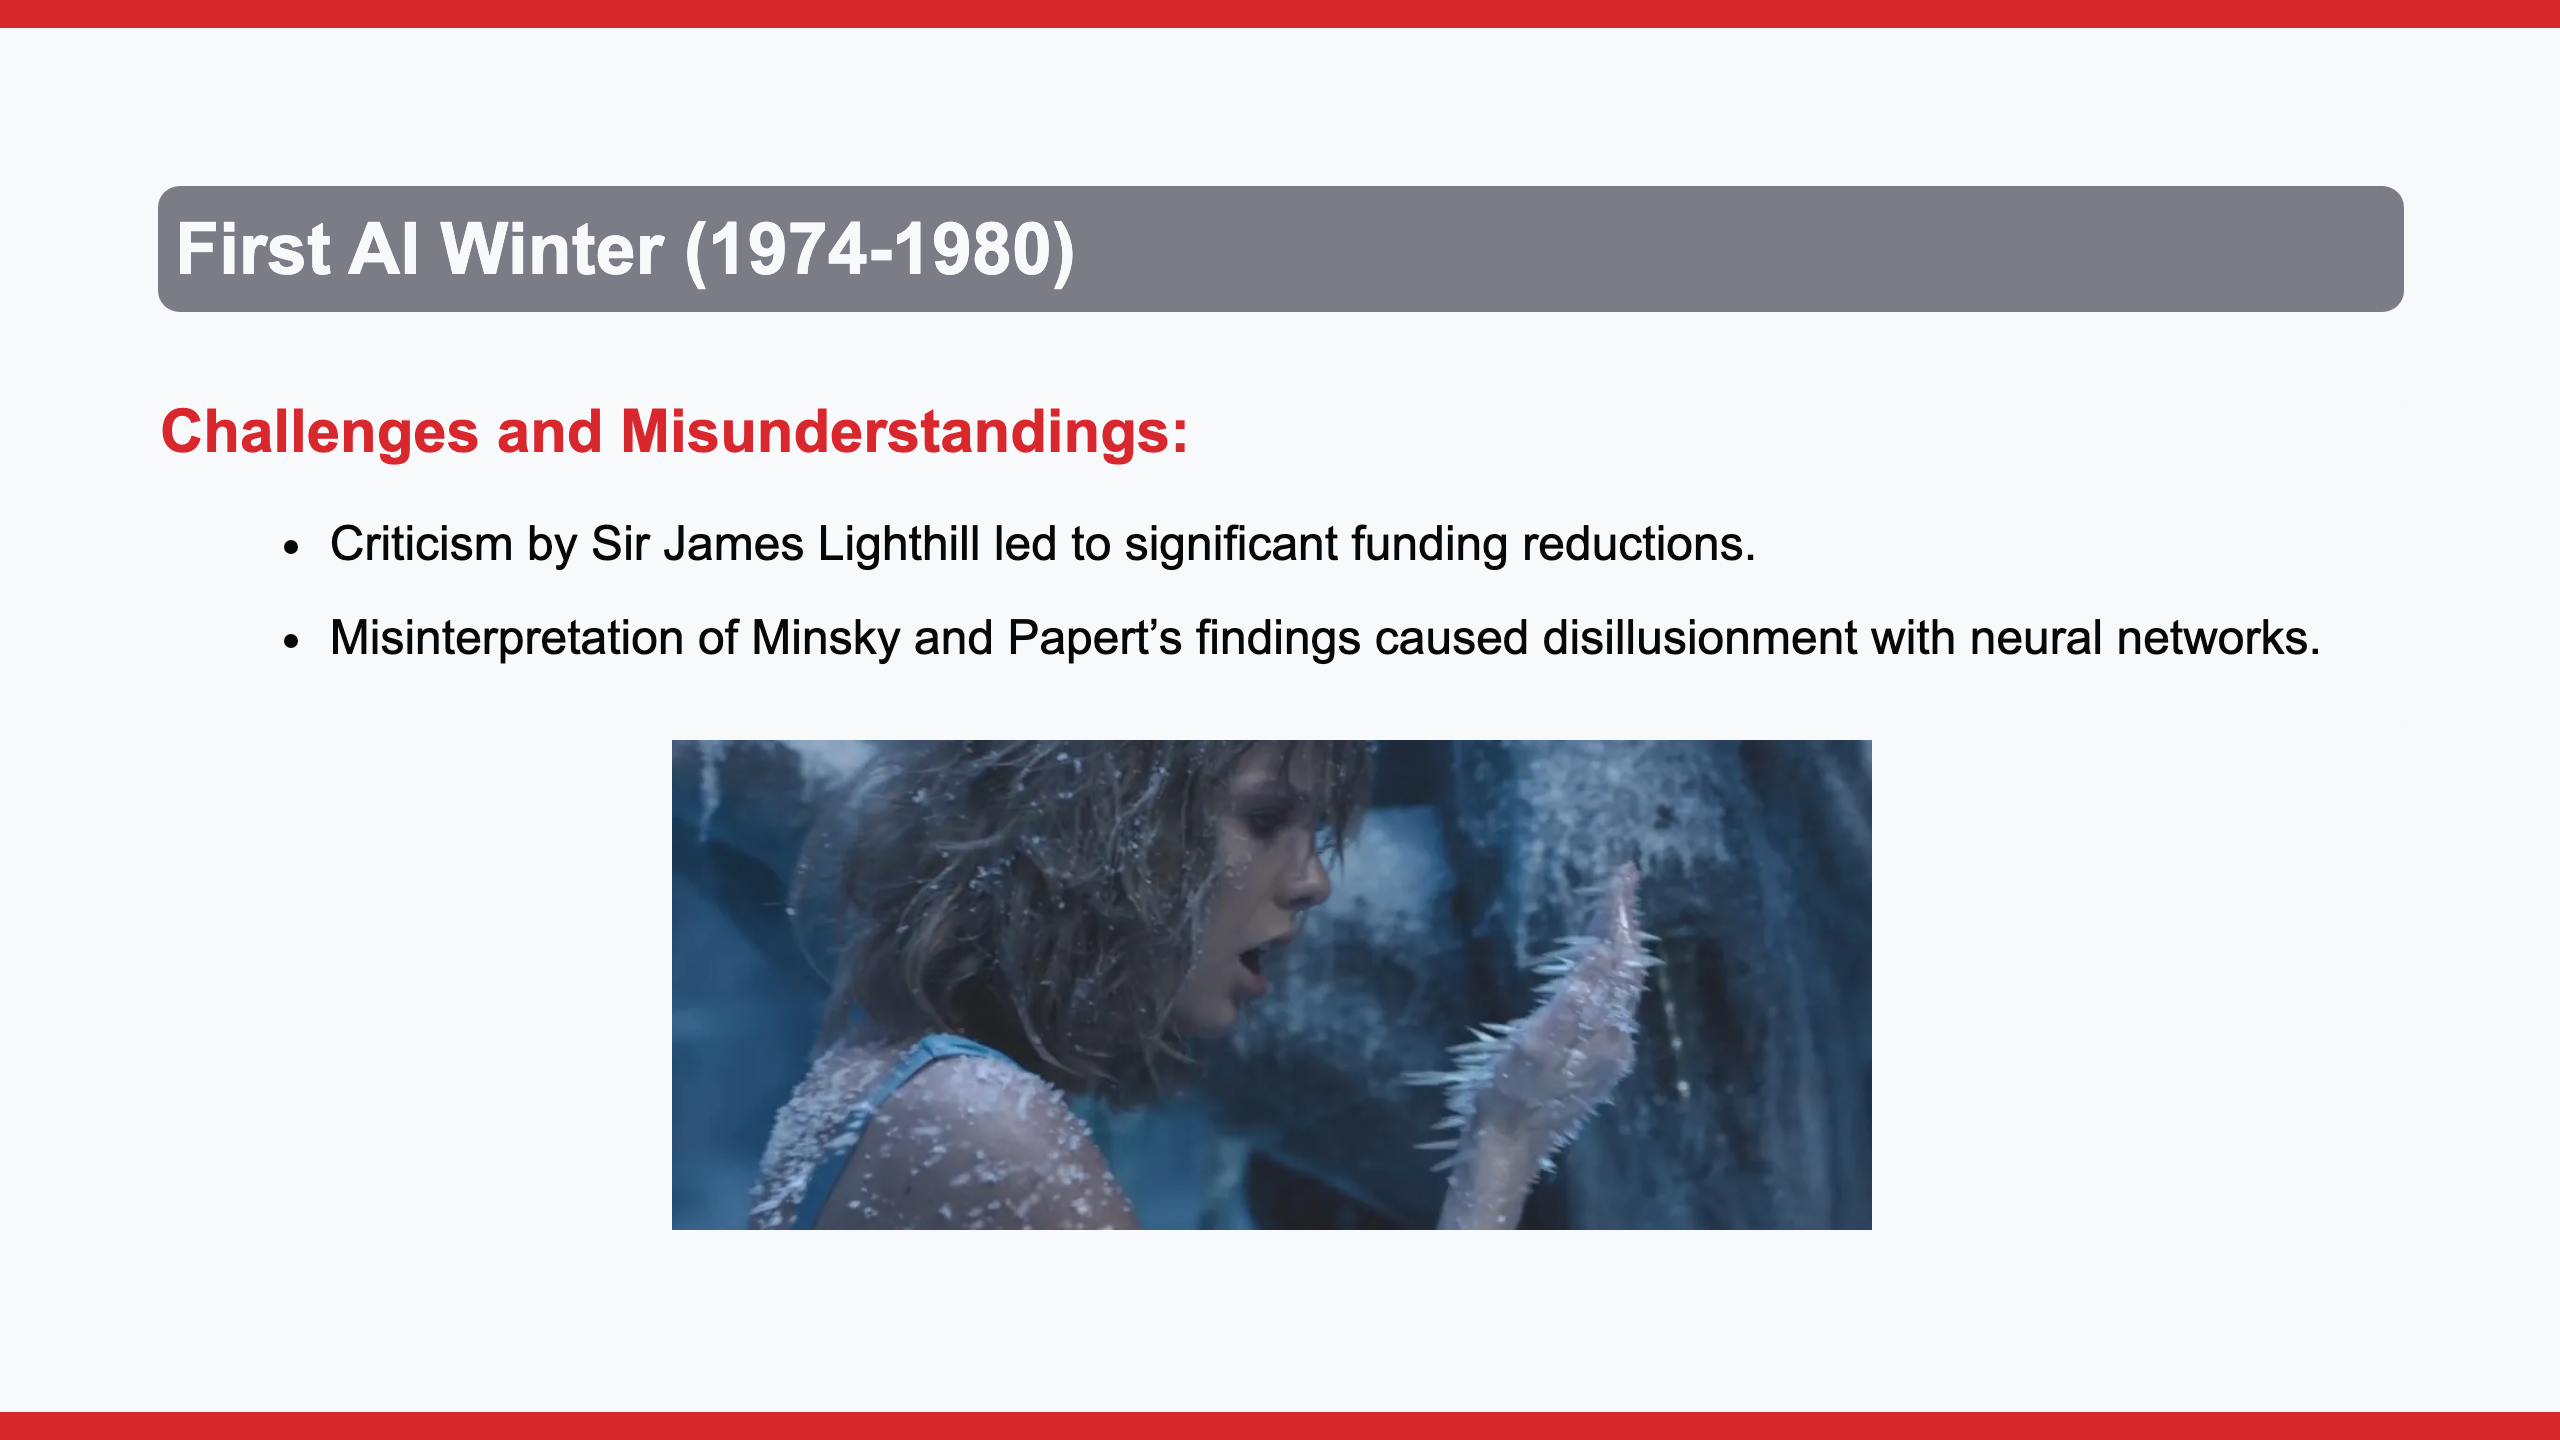 First AI Winter (1974-1980)
Challenges and Misunderstandings:
• Criticism by Sir James Lighthill led to significant funding reductions.
• Misinterpretation of Minsky and Papert’s findings caused disillusionment with neural networks.